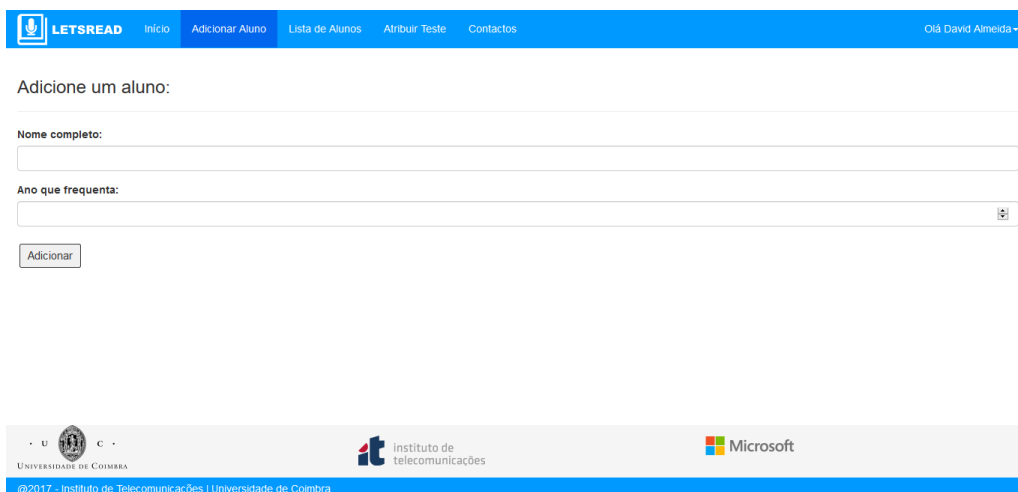 LETSREAD Início Adicionar Aluno Lista de Alunos Atribuir Teste Contactos Olá David Almeida
Adicione um aluno:
Nome completo:
Ano que frequenta:
Adicionar
· U C ·
UNIVERSIDADE DE COIMBRA
it instituto de
telecomunicações
Microsoft
@2017 - Instituto de Telecomunicações | Universidade de Coimbra